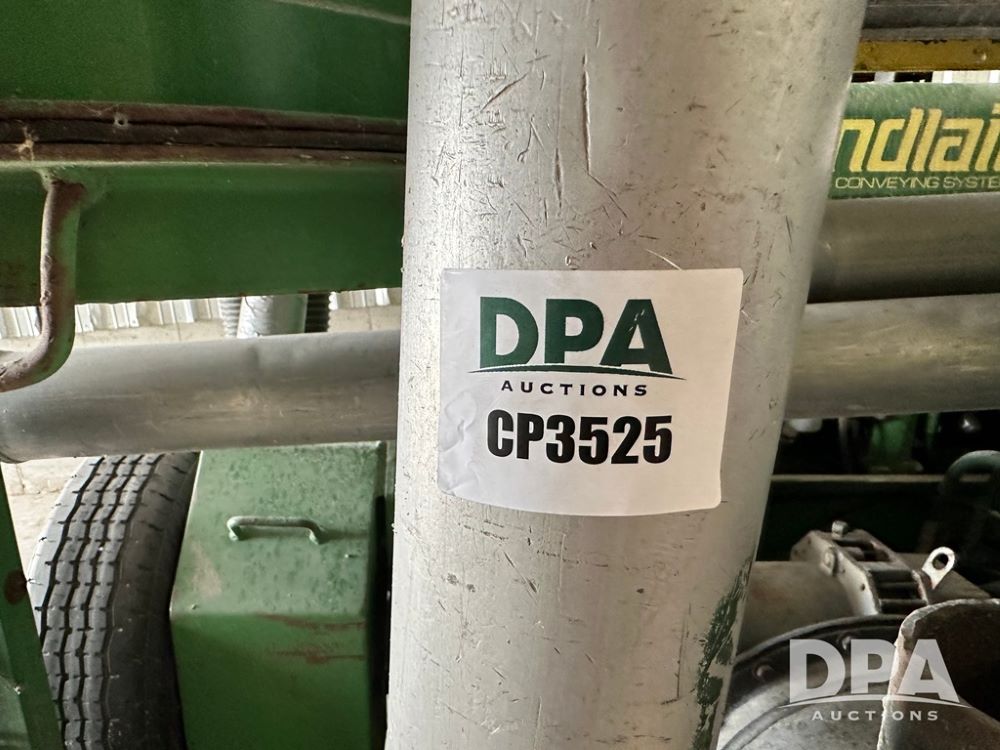 ndlai
CONVEYING SYSTE
DPA
AUCTIONS
CP3525
DPA
AUCTIONS